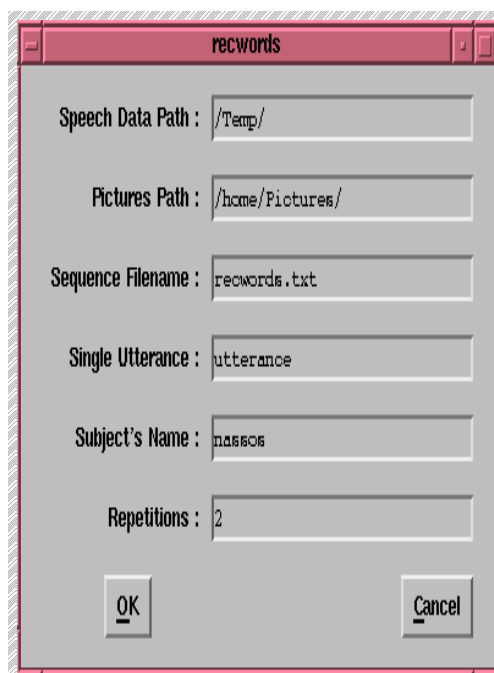 recwords
Speech Data Path : /Temp/
Pictures Path : /home/Pictures/
Sequence Filename : recwords.txt
Single Utterance : utterance
Subject's Name : nassos
Repetitions : 2
OK Cancel